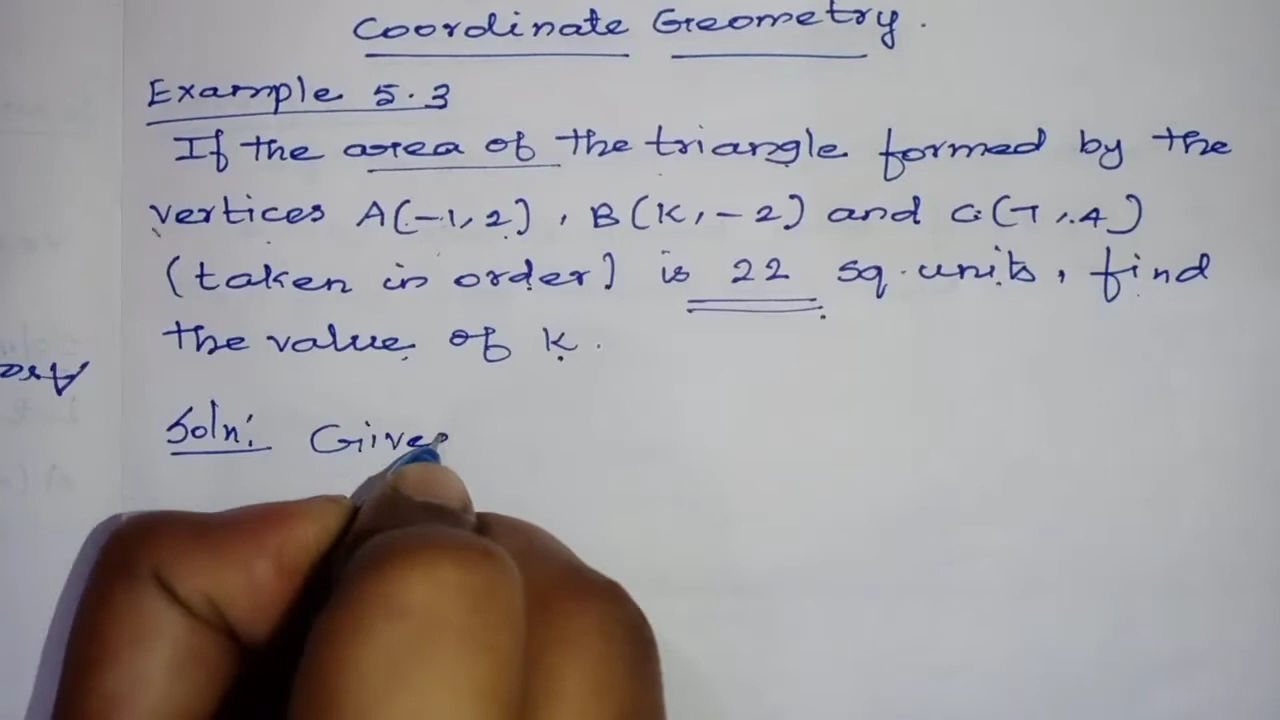 Coordinate Geometry.
Example 5.3
If the area of the triangle formed by the
vertices A(-1,2), B(K,-2) and C(7,4)
(taken in order) is 22 sq.units, find
the value of K.
Soln: Given
Are